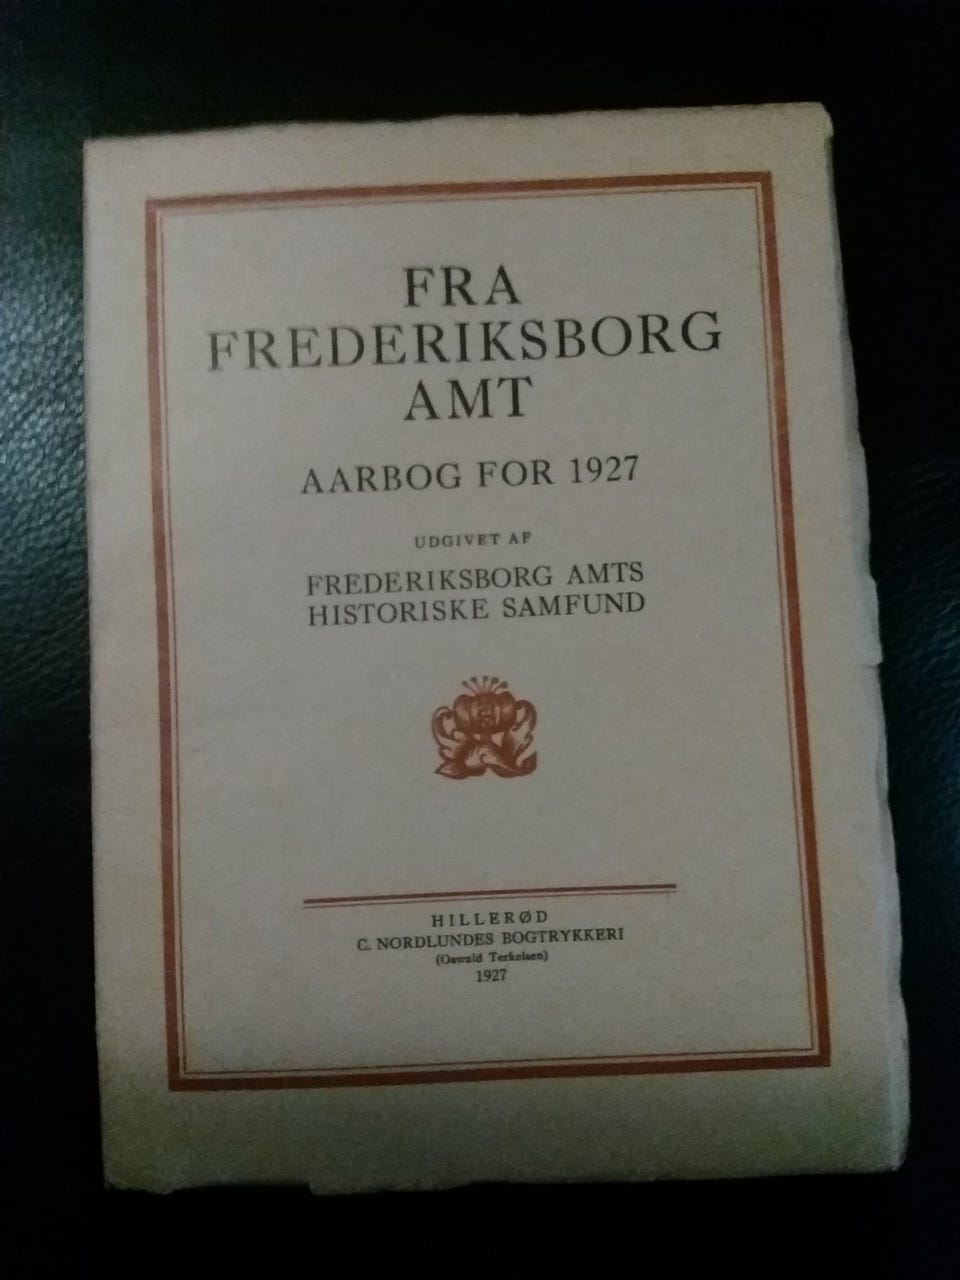 FRA
FREDERIKSBORG
AMT
AARBOG FOR 1927
UDGIVET AF
FREDERIKSBORG AMTS
HISTORISKE SAMFUND
HILLERØD
C. NORDLUNDES BOGTRYKKERI
(Oswald Terkelsen)
1927